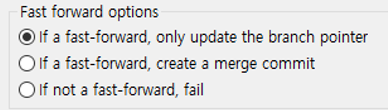 Fast forward options
If a fast-forward, only update the branch pointer
If a fast-forward, create a merge commit
If not a fast-forward, fail